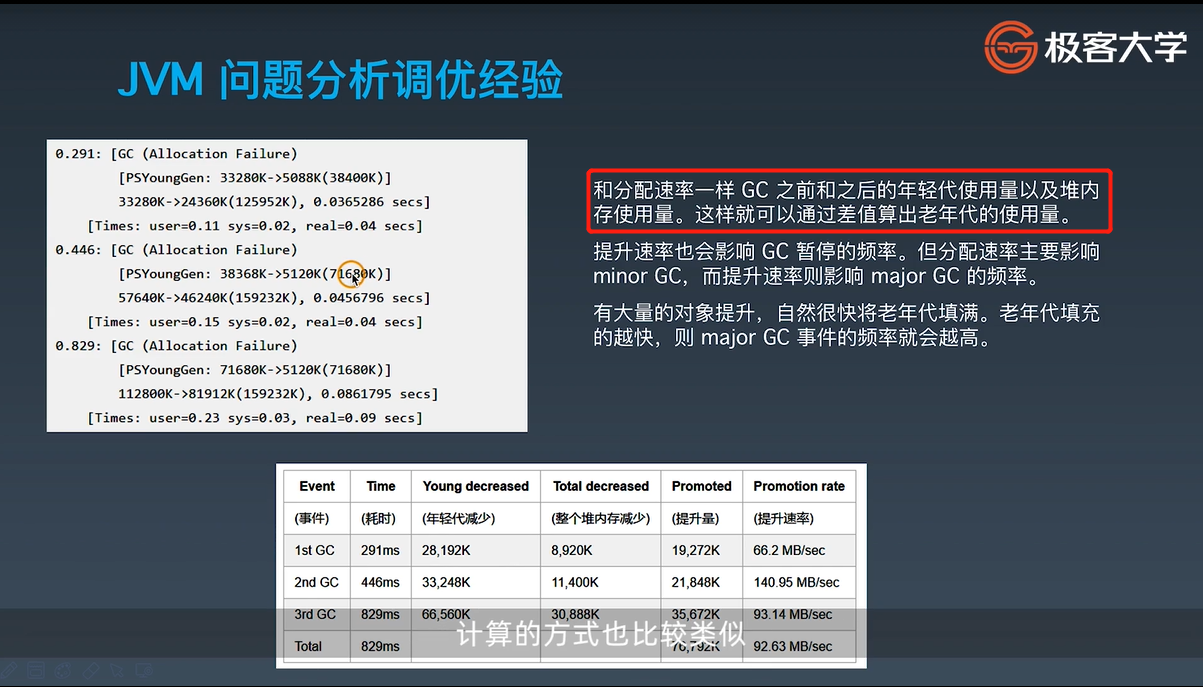 极客大学
JVM 问题分析调优经验
0.291: [GC (Allocation Failure)
[PSYoungGen: 33280K->5088K(38400K)]
33280K->24360K(125952K), 0.0365286 secs]
[Times: user=0.11 sys=0.02, real=0.04 secs]
0.446: [GC (Allocation Failure)
[PSYoungGen: 38368K->5120K(71680K)]
57640K->46240K(159232K), 0.0456796 secs]
[Times: user=0.15 sys=0.02, real=0.04 secs]
0.829: [GC (Allocation Failure)
[PSYoungGen: 71680K->5120K(71680K)]
112800K->81912K(159232K), 0.0861795 secs]
[Times: user=0.23 sys=0.03, real=0.09 secs]
和分配速率一样 GC 之前和之后的年轻代使用量以及堆内
存使用量。这样就可以通过差值算出老年代的使用量。
提升速率也会影响 GC 暂停的频率。但分配速率主要影响
minor GC，而提升速率则影响 major GC 的频率。
有大量的对象提升，自然很快将老年代填满。老年代填充
的越快，则 major GC 事件的频率就会越高。
Event Time Young decreased Total decreased Promoted Promotion rate
(事件) (耗时) (年轻代减少) (整个堆内存减少) (提升量) (提升速率)
1st GC 291ms 28,192K 8,920K 19,272K 66.2 MB/sec
2nd GC 446ms 33,248K 11,400K 21,848K 140.95 MB/sec
3rd GC 829ms 66,560K 30,888K 35,672K 93.14 MB/sec
Total 829ms 76,792K 92.63 MB/sec
计算的方式也比较类似